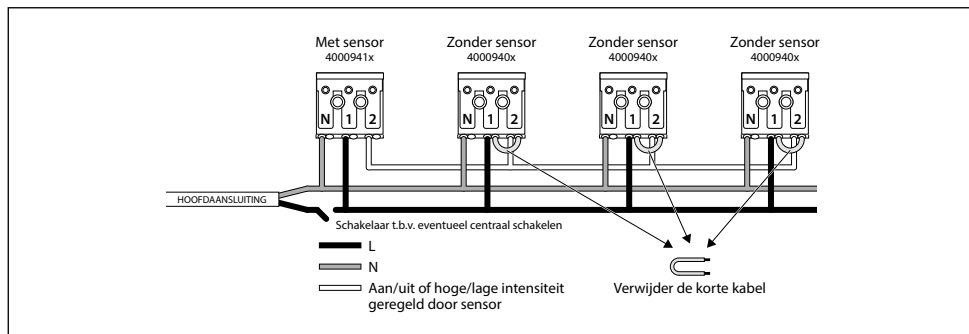 Met sensor
4000941x
Zonder sensor
4000940x
Zonder sensor
4000940x
Zonder sensor
4000940x
N 1 2
N 1 2
N 1 2
N 1 2
HOOFDAANSLUITING
Schakelaar t.b.v. eventueel centraal schakelen
L
N
Aan/uit of hoge/lage intensiteit
geregeld door sensor
Verwijder de korte kabel